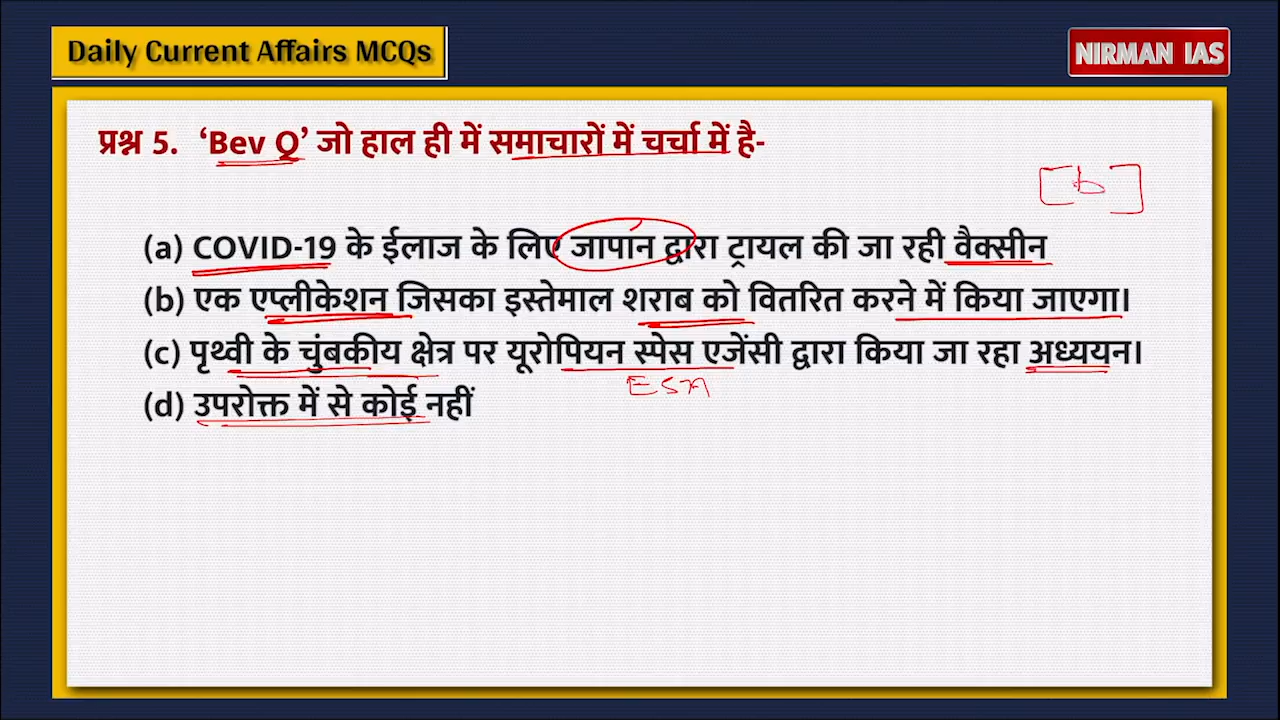 Daily Current Affairs MCQs
NIRMAN IAS
प्रश्न 5. ‘Bev Q’ जो हाल ही में समाचारों में चर्चा में है-
[b]
(a) COVID-19 के ईलाज के लिए जापान द्वारा ट्रायल की जा रही वैक्सीन
(b) एक एप्लीकेशन जिसका इस्तेमाल शराब को वितरित करने में किया जाएगा।
(c) पृथ्वी के चुंबकीय क्षेत्र पर यूरोपियन स्पेस एजेंसी द्वारा किया जा रहा अध्ययन।
ESA
(d) उपरोक्त में से कोई नहीं